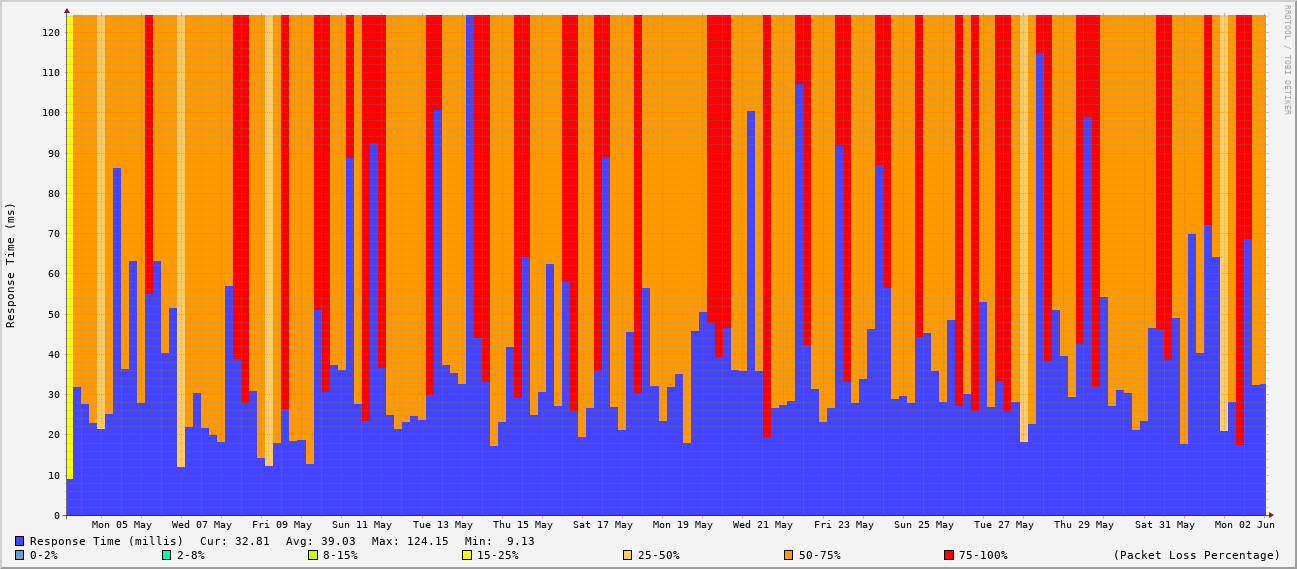 RRDTOOL / TOBI OETIKER
Response Time (ms)
120
110
100
90
80
70
60
50
40
30
20
10
0
Mon 05 May Wed 07 May Fri 09 May Sun 11 May Tue 13 May Thu 15 May Sat 17 May Mon 19 May Wed 21 May Fri 23 May Sun 25 May Tue 27 May Thu 29 May Sat 31 May Mon 02 Jun
Response Time (millis) Cur: 32.81 Avg: 39.03 Max: 124.15 Min: 9.13
0-2% 2-8% 8-15% 15-25% 25-50% 50-75% 75-100% (Packet Loss Percentage)